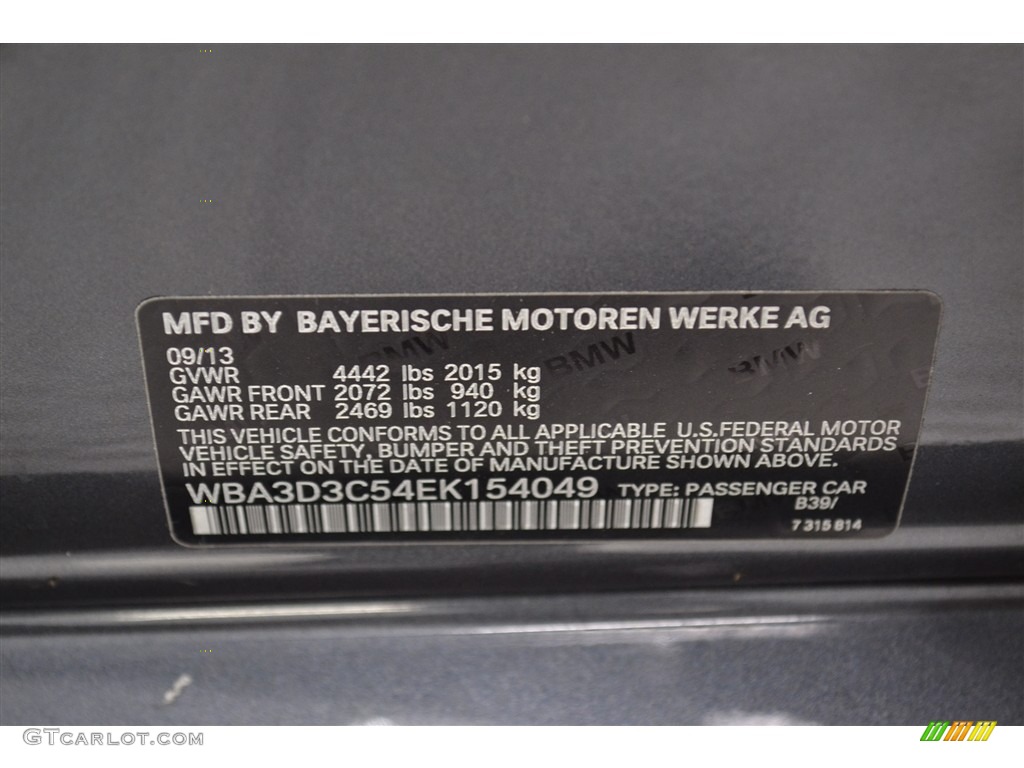 MFD BY BAYERISCHE MOTOREN WERKE AG
09/13
GVWR 4442 lbs 2015 kg
GAWR FRONT 2072 lbs 940 kg
GAWR REAR 2469 lbs 1120 kg
THIS VEHICLE CONFORMS TO ALL APPLICABLE U.S.FEDERAL MOTOR
VEHICLE SAFETY, BUMPER AND THEFT PREVENTION STANDARDS
IN EFFECT ON THE DATE OF MANUFACTURE SHOWN ABOVE.
WBA3D3C54EK154049 TYPE: PASSENGER CAR
B39/
7 315 814
BMW BMW BMW
GTCarLot.com